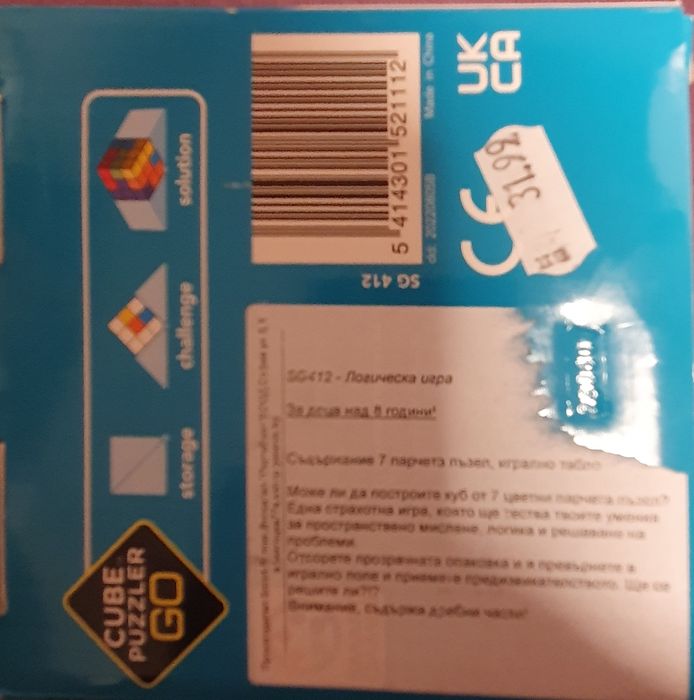 CUBE
PUZZLER
GO
storage
challenge
solution
5 414301 521112
SG 412
Made in China
UK
CA
CE
31.99
SG412 - Логическа игра
За деца над 8 години!
Съдържание 7 парчета пъзел, игрално табло
Може ли да построите куб от 7 цветни парчета пъзел?
Една страхотна игра, която ще тества твоите умения
за пространствено мислене, логика и решаване на
проблеми.
Отворете прозрачната опаковка и я превърнете в
игрално поле и приемете предизвикателството. Ще се
решите ли?!?
Внимание, съдържа дребни части!